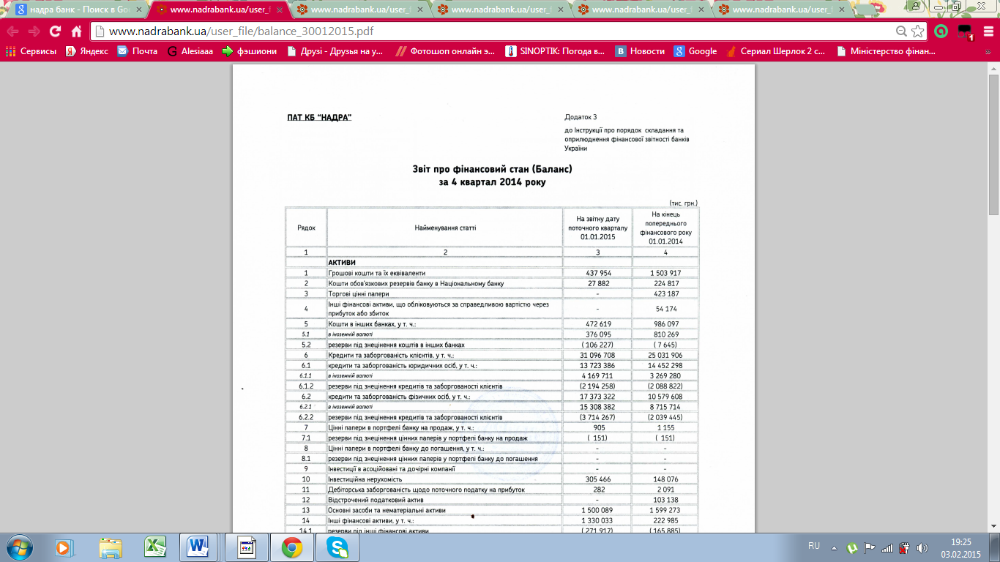 надра банк - Поиск в Goo
www.nadrabank.ua/user_f
www.nadrabank.ua/user_f
www.nadrabank.ua/user_f
www.nadrabank.ua/user_f
www.nadrabank.ua/user_f
www.nadrabank.ua/user_file/balance_30012015.pdf
1
Сервисы Яндекс Почта Alesiaaa фэшиони Друзі - Друзья на у... Фотошоп онлайн э... SINOPTIK: Погода в... Новости Google Сериал Шерлок 2 с... Міністерство фінан... »
ПАТ КБ “НАДРА”
Додаток 3
до Інструкції про порядок складання та
оприлюднення фінансової звітності банків
України
Звіт про фінансовий стан (Баланс)
за 4 квартал 2014 року
(тис. грн.)
Рядок
Найменування статті
На звітну дату
поточного кварталу
01.01.2015
На кінець
попереднього
фінансового року
01.01.2014
1 2 3 4
АКТИВИ
1 Грошові кошти та їх еквіваленти 437 954 1 503 917
2 Кошти обов'язкових резервів банку в Національному банку 27 882 224 817
3 Торгові цінні папери - 423 187
4 Інші фінансові активи, що обліковуються за справедливою вартістю через
прибуток або збиток - 54 174
5 Кошти в інших банках, у т. ч.: 472 619 986 097
5.1 в іноземній валюті 376 095 810 269
5.2 резерви під знецінення коштів в інших банках ( 106 227) ( 7 645)
6 Кредити та заборгованість клієнтів, у т. ч.: 31 096 708 25 031 906
6.1 кредити та заборгованість юридичних осіб, у т. ч.: 13 723 386 14 452 298
6.1.1 в іноземній валюті 4 169 711 3 269 280
6.1.2 резерви під знецінення кредитів та заборгованості клієнтів (2 194 258) (2 088 822)
6.2 кредити та заборгованість фізичних осіб, у т. ч.: 17 373 322 10 579 608
6.2.1 в іноземній валюті 15 308 382 8 715 714
6.2.2 резерви під знецінення кредитів та заборгованості клієнтів (3 714 267) (2 039 445)
7 Цінні папери в портфелі банку на продаж, у т. ч.: 905 1 155
7.1 резерви під знецінення цінних паперів у портфелі банку на продаж ( 151) ( 151)
8 Цінні папери в портфелі банку до погашення, у т. ч.: - -
8.1 резерви під знецінення цінних паперів у портфелі банку до погашення - -
9 Інвестиції в асоційовані та дочірні компанії - -
10 Інвестиційна нерухомість 305 466 148 076
11 Дебіторська заборгованість щодо поточного податку на прибуток 282 2 091
12 Відстрочений податковий актив - 103 138
13 Основні засоби та нематеріальні активи 1 500 089 1 599 273
14 Інші фінансові активи, у т. ч.: 1 330 033 222 985
14.1 резерви під інші фінансові активи ( 271 917) ( 165 885)
RU
19:25
03.02.2015